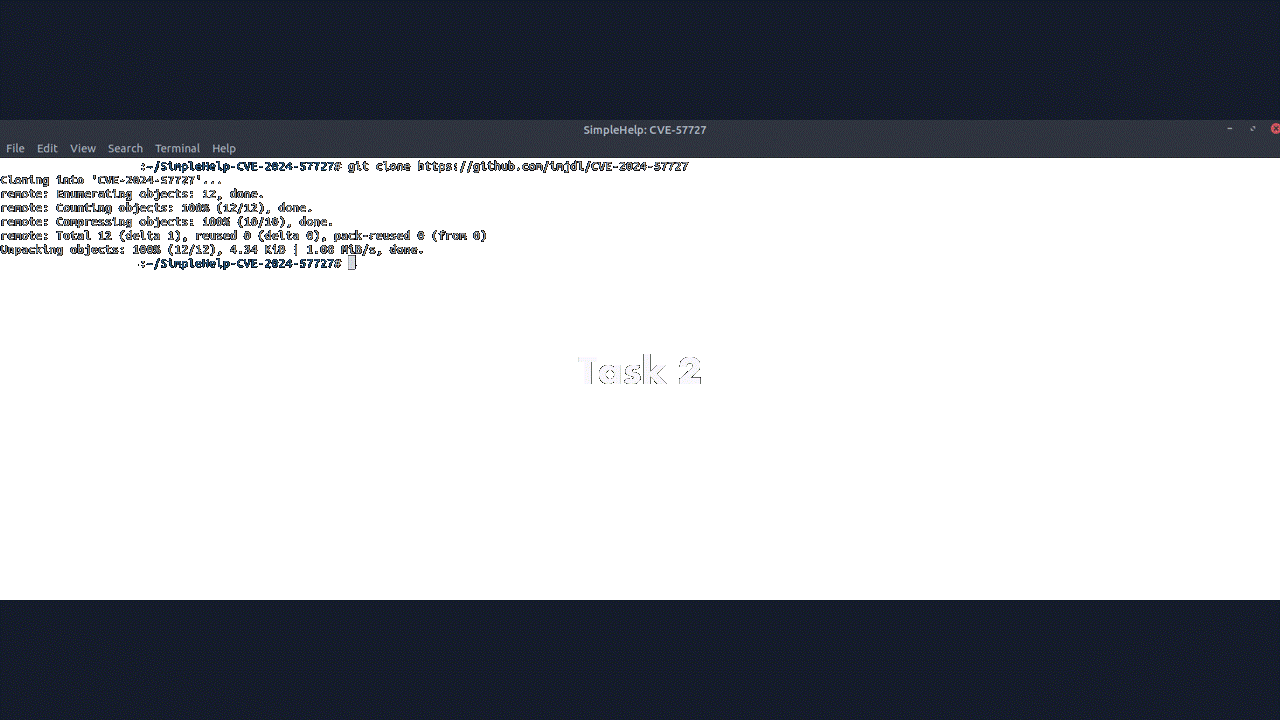 SimpleHelp: CVE-57727
File Edit View Search Terminal Help
:~/SimpleHelp-CVE-2024-57727# git clone https://github.com/imjdl/CVE-2024-57727
Cloning into 'CVE-2024-57727'...
remote: Enumerating objects: 12, done.
remote: Counting objects: 100% (12/12), done.
remote: Compressing objects: 100% (10/10), done.
remote: Total 12 (delta 1), reused 0 (delta 0), pack-reused 0 (from 0)
Unpacking objects: 100% (12/12), 4.34 KiB | 1.08 MiB/s, done.
:~/SimpleHelp-CVE-2024-57727#
Task 2